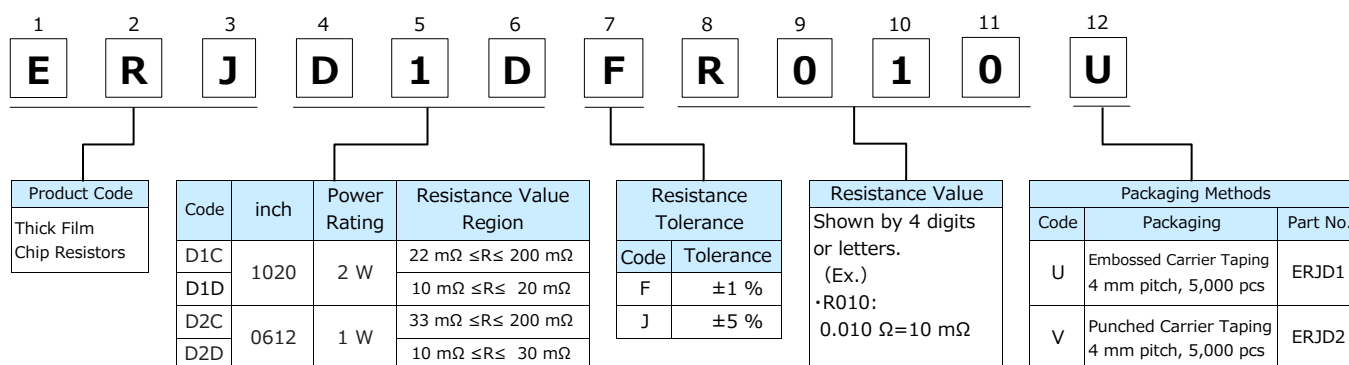 1 2 3 4 5 6 7 8 9 10 11 12
E R J D 1 D F R 0 1 0 U
Product Code
Thick Film
Chip Resistors
Code inch Power Rating Resistance Value Region
D1C 1020 2 W 22 mΩ ≤R≤ 200 mΩ
D1D 10 mΩ ≤R≤ 20 mΩ
D2C 0612 1 W 33 mΩ ≤R≤ 200 mΩ
D2D 10 mΩ ≤R≤ 30 mΩ
Resistance
Tolerance
Code Tolerance
F ±1 %
J ±5 %
Resistance Value
Shown by 4 digits
or letters.
(Ex.)
・R010:
0.010 Ω=10 mΩ
Packaging Methods
Code Packaging Part No.
U Embossed Carrier Taping
4 mm pitch, 5,000 pcs ERJD1
V Punched Carrier Taping
4 mm pitch, 5,000 pcs ERJD2